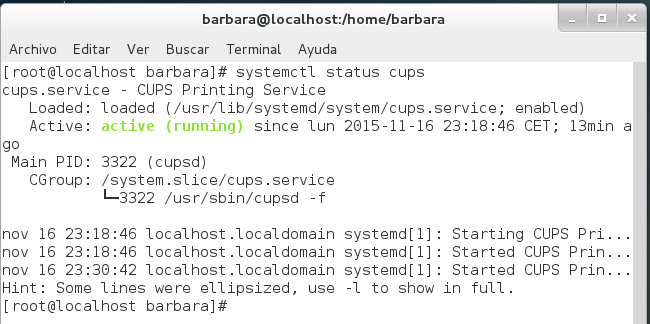 barbara@localhost:/home/barbara
Archivo Editar Ver Buscar Terminal Ayuda
[root@localhost barbara]# systemctl status cups
cups.service - CUPS Printing Service
   Loaded: loaded (/usr/lib/systemd/system/cups.service; enabled)
   Active: active (running) since lun 2015-11-16 23:18:46 CET; 13min a
go
 Main PID: 3322 (cupsd)
   CGroup: /system.slice/cups.service
           └─3322 /usr/sbin/cupsd -f

nov 16 23:18:46 localhost.localdomain systemd[1]: Starting CUPS Pri...
nov 16 23:18:46 localhost.localdomain systemd[1]: Started CUPS Prin...
nov 16 23:30:42 localhost.localdomain systemd[1]: Started CUPS Prin...
Hint: Some lines were ellipsized, use -l to show in full.
[root@localhost barbara]#